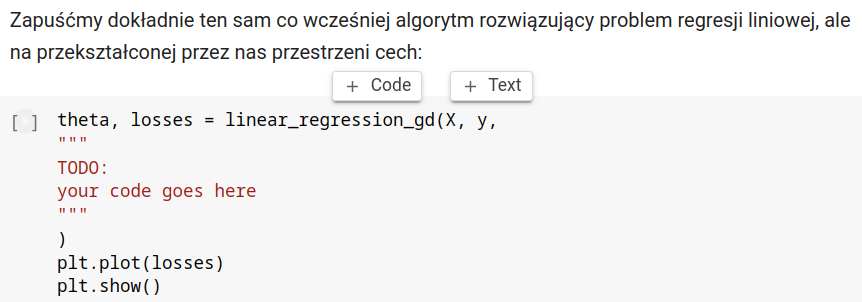 Zapuśćmy dokładnie ten sam co wcześniej algorytm rozwiązujący problem regresji liniowej, ale
na przekształconej przez nas przestrzeni cech:
+ Code + Text
[ ] theta, losses = linear_regression_gd(X, y,
"""
TODO:
your code goes here
"""
)
plt.plot(losses)
plt.show()